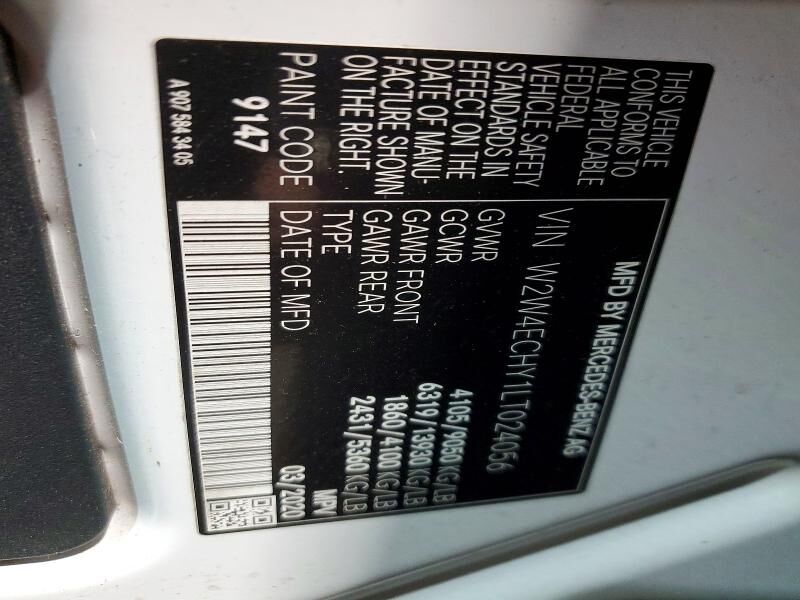 MFD BY MERCEDES-BENZ AG
THIS VEHICLE
CONFORMS TO
ALL APPLICABLE
FEDERAL
VEHICLE SAFETY
STANDARDS IN
EFFECT ON THE
DATE OF MANU-
FACTURE SHOWN
ON THE RIGHT.
PAINT CODE
9147
A 907 584 34 06
VIN W2W4ECHY1LT024056
GVWR 4105/9050KG/LB
GCWR 6319/13930KG/LB
GAWR FRONT 1860/4100KG/LB
GAWR REAR 2431/5360KG/LB
TYPE MPV
DATE OF MFD 03/2020